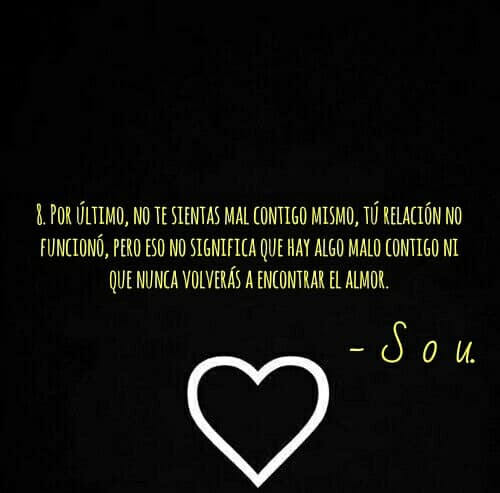 8. Por último, no te sientas mal contigo mismo, tú relación no
funcionó, pero eso no significa que hay algo malo contigo ni
que nunca volverás a encontrar el almor.
- Sou.